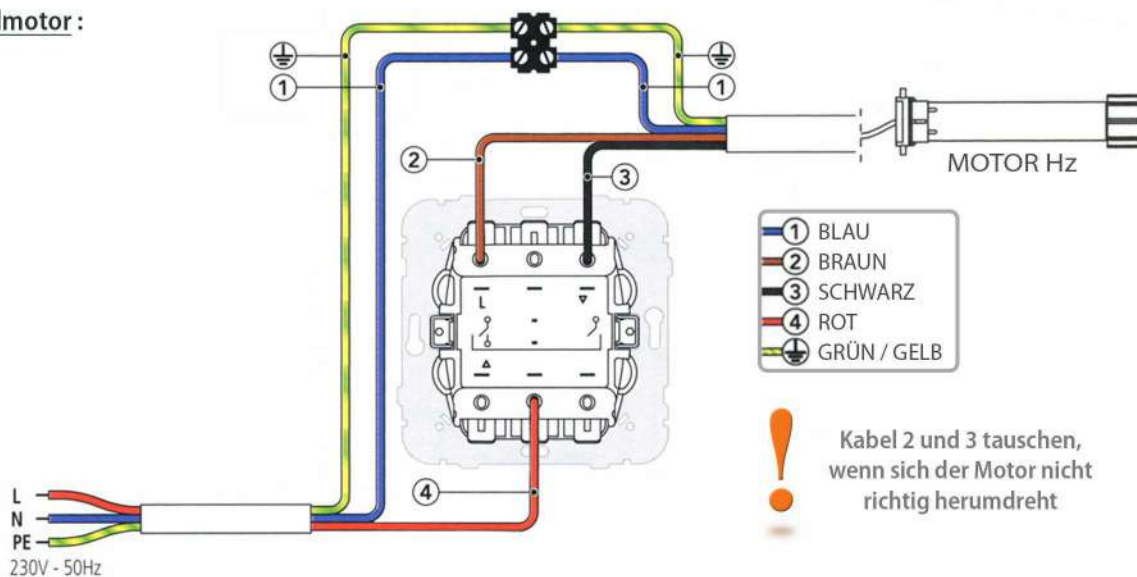 lmotor :
1
1
2
3
MOTOR Hz
1 BLAU
2 BRAUN
3 SCHWARZ
4 ROT
GRÜN / GELB
L
Kabel 2 und 3 tauschen,
wenn sich der Motor nicht
richtig herumdreht
4
L
N
PE
230V - 50Hz